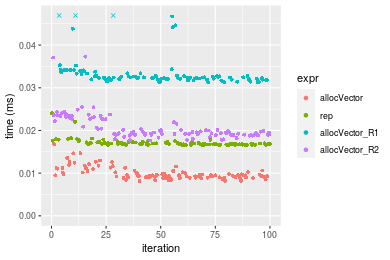 time (ms)
0.04
0.03
0.02
0.01
0.00
0
25
50
75
100
iteration
expr
allocVector
rep
allocVector_R1
allocVector_R2